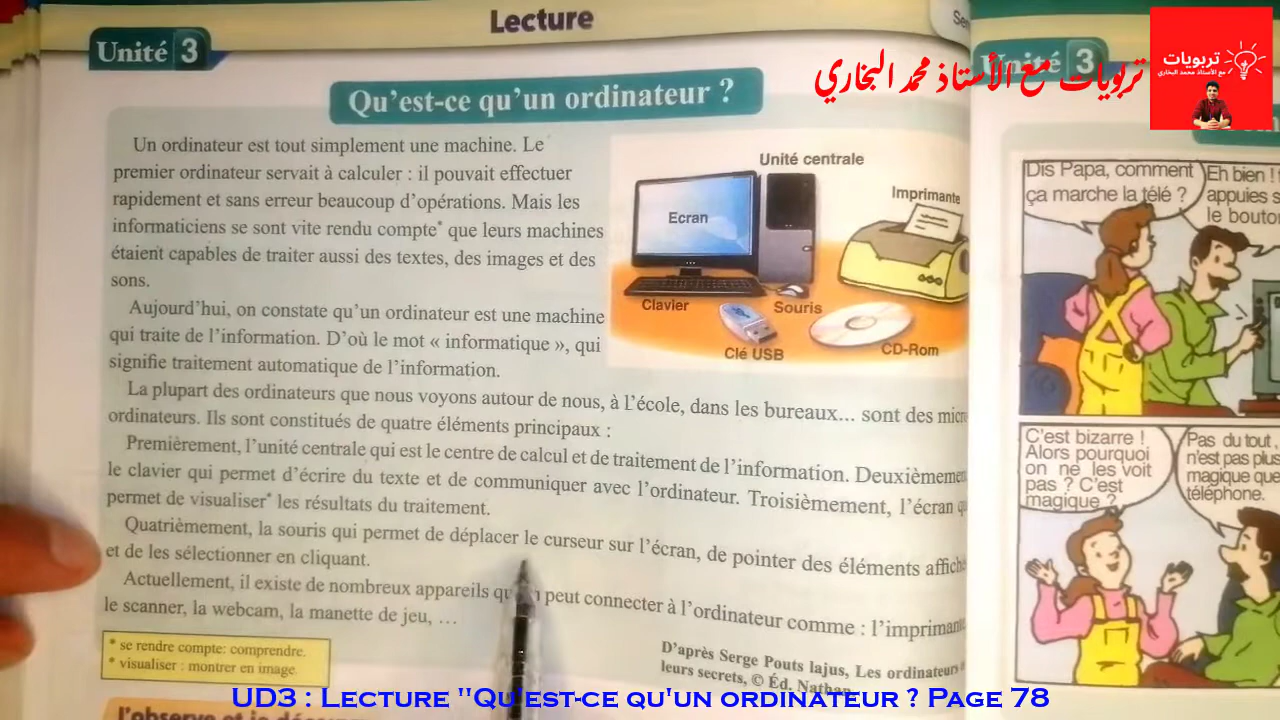 Lecture
Unité 3
Qu'est-ce qu'un ordinateur ?
Un ordinateur est tout simplement une machine. Le
premier ordinateur servait à calculer : il pouvait effectuer
rapidement et sans erreur beaucoup d'opérations. Mais les
informaticiens se sont vite rendu compte* que leurs machines
étaient capables de traiter aussi des textes, des images et des
sons.
Aujourd'hui, on constate qu'un ordinateur est une machine
qui traite de l'information. D'où le mot « informatique », qui
signifie traitement automatique de l'information.
Unité centrale
Imprimante
Ecran
Clavier
Souris
Clé USB
CD-Rom
La plupart des ordinateurs que nous voyons autour de nous, à l'école, dans les bureaux... sont des micro
ordinateurs. Ils sont constitués de quatre éléments principaux :
Premièrement, l'unité centrale qui est le centre de calcul et de traitement de l'information. Deuxièmement
le clavier qui permet d'écrire du texte et de communiquer avec l'ordinateur. Troisièmement, l'écran
permet de visualiser* les résultats du traitement.
Quatrièmement, la souris qui permet de déplacer le curseur sur l'écran, de pointer des éléments
et de les sélectionner en cliquant.
Actuellement, il existe de nombreux appareils peut connecter à l'ordinateur comme :
le scanner, la webcam, la manette de jeu, ...
* se rendre compte: comprendre.
* visualiser : montrer en image.
D'après Serge Pouts lajus, Les ordinateurs
leurs secrets, © Éd. Nathan
Unité 3
Dis Papa, comment
ça marche la télé ?
Eh bien !
appuies
le bouton
C'est bizarre !
Alors pourquoi
on ne les voit
pas ? C'est
magique ?
Pas du tout,
n'est pas plus
magique que
téléphone.
تربويات مع الأستاذ محمد البخاري
تربويات
مع الأستاذ محمد البخاري
UD3 : Lecture "Qu'est-ce qu'un ordinateur ? Page 78